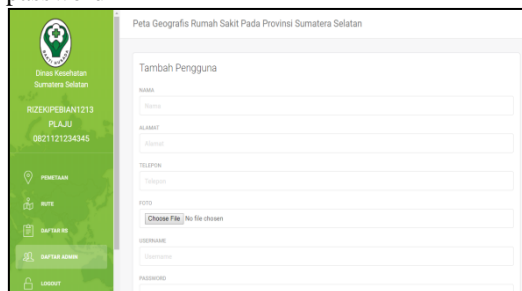 Peta Geografis Rumah Sakit Pada Provinsi Sumatera Selatan
Dinas Kesehatan
Sumatera Selatan
RIZEKIPEBIAN1213
PLAJU
0821121234345
PEMETAAN
RUTE
DAFTAR RS
DAFTAR ADMIN
LOGOUT
Tambah Pengguna
NAMA
Nama
ALAMAT
Alamat
TELEPON
Telepon
FOTO
Choose File No file chosen
USERNAME
Username
PASSWORD